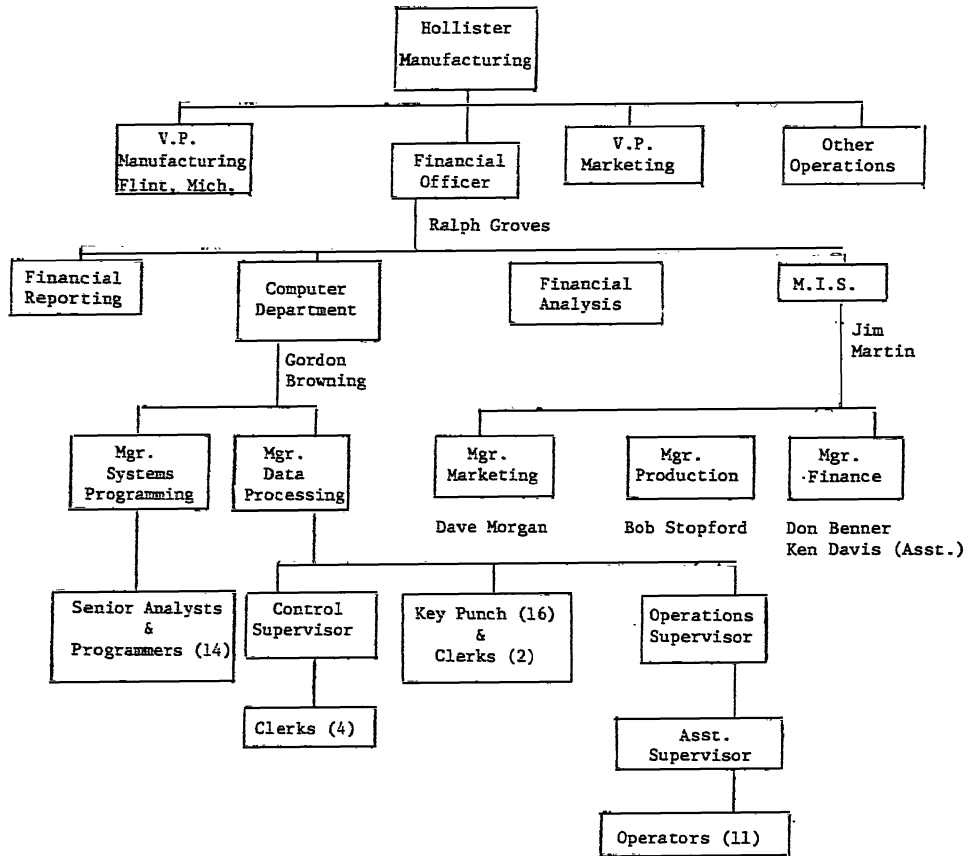 Hollister
Manufacturing
V.P.
Manufacturing
Flint, Mich.
Financial
Officer
V.P.
Marketing
Other
Operations
Ralph Groves
Financial
Reporting
Computer
Department
Financial
Analysis
M.I.S.
Jim
Martin
Gordon
Browning
Mgr.
Systems
Programming
Mgr.
Data
Processing
Mgr.
Marketing
Mgr.
Production
Mgr.
Finance
Dave Morgan
Bob Stopford
Don Benner
Ken Davis (Asst.)
Senior Analysts
&
Programmers (14)
Control
Supervisor
Key Punch (16)
&
Clerks (2)
Operations
Supervisor
Clerks (4)
Asst.
Supervisor
Operators (11)